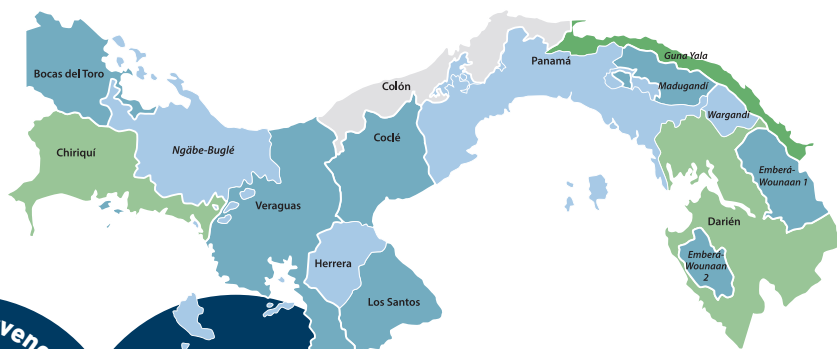 Bocas del Toro
Chiriquí
Ngäbe-Buglé
Veraguas
Colón
Coclé
Herrera
Los Santos
Panamá
Guna Yala
Madugandí
Wargandí
Emberá-
Wounaan 1
Darién
Emberá-
Wounaan
2